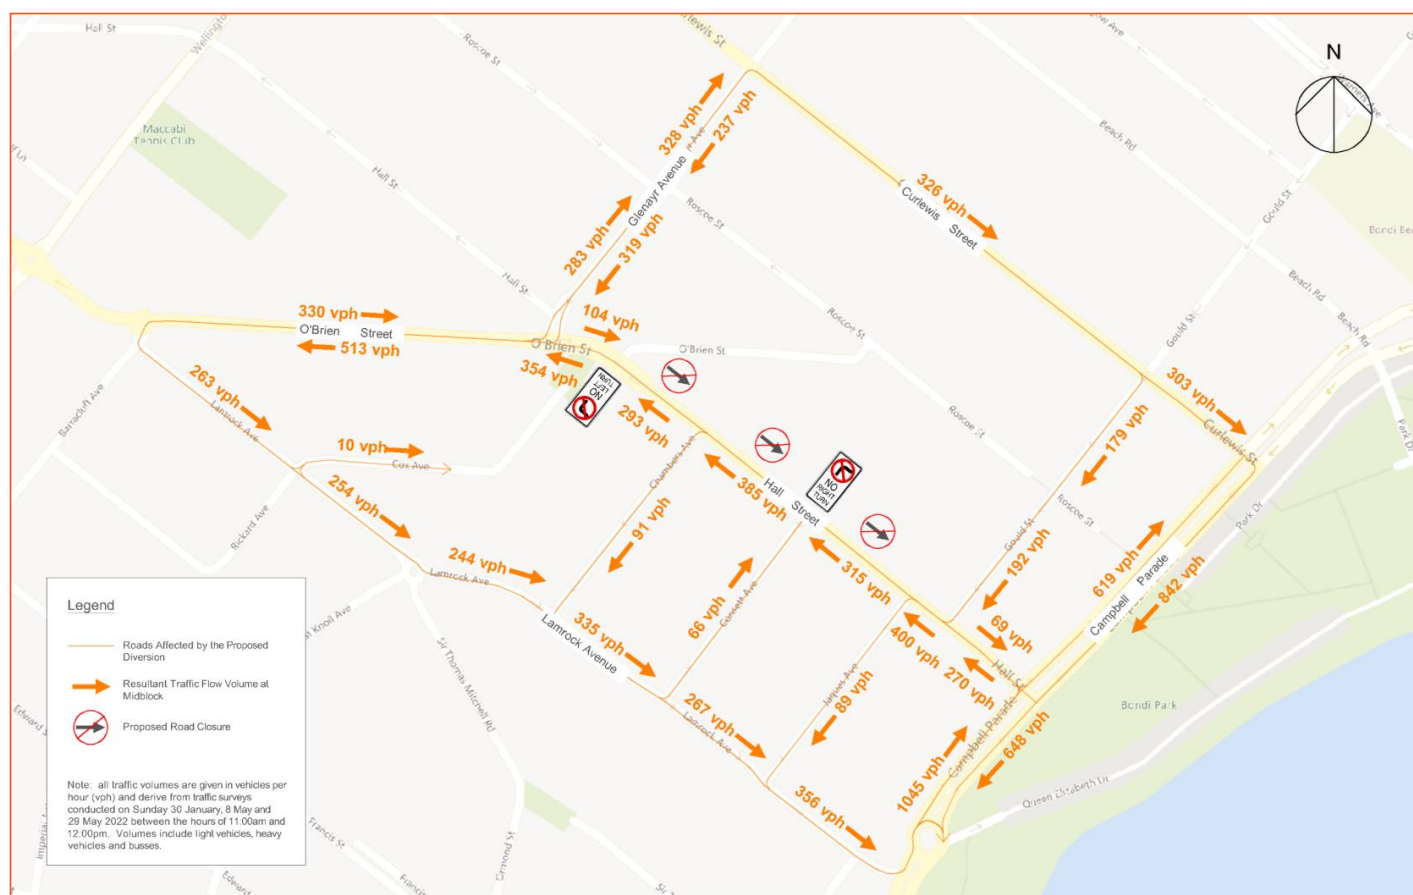 N
Hall St
Wellington
Roscoe St
Curlewis St
Maccabi
Tennis Club
Hall St
Beach Rd
Gould St
Warners Ave
328 vph
237 vph
Glenayr Avenue
Roscoe St
326 vph
Curlewis Street
283 vph
319 vph
Hall St
Roscoe St
Gould St
Beach Rd
Beach Rd
Park Dr
330 vph
O'Brien Street
513 vph
104 vph
O'Brien St
354 vph
O'Brien St
NO
LEFT
TURN
263 vph
Lamrock Ave
Barracluff Ave
293 vph
303 vph
Curlewis St
179 vph
Roscoe St
10 vph
Cox Ave
Chambers Ave
385 vph
Hall Street
NO
RIGHT
TURN
Roscoe St
Park Dr
254 vph
Rickard Ave
91 vph
Gould St
192 vph
619 vph
Campbell Parade
842 vph
244 vph
Lamrock Ave
66 vph
Consett Ave
315 vph
69 vph
400 vph
270 vph
Hall St
335 vph
Lamrock Avenue
Sir Thomas Mitchell Rd
Jaques Ave
89 vph
267 vph
Lamrock Ave
Bondi Park
1045 vph
Campbell Parade
648 vph
Queen Elizabeth Dr
356 vph
Ormond St
Francis St
Legend
Roads Affected by the Proposed
Diversion
Resultant Traffic Flow Volume at
Midblock
Proposed Road Closure
Note: all traffic volumes are given in vehicles per
hour (vph) and derive from traffic surveys
conducted on Sunday 30 January, 8 May and
29 May 2022 between the hours of 11:00am and
12:00pm. Volumes include light vehicles, heavy
vehicles and busses.